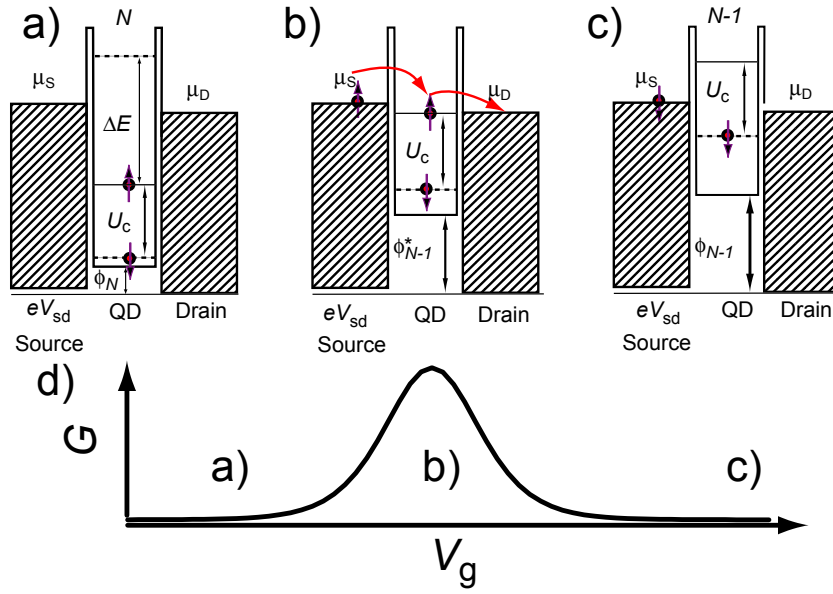 a)
N
μS
μD
ΔE
Uc
ϕN
eVsd
QD
Drain
Source
b)
μS
μD
Uc
ϕ*N-1
eVsd
QD
Drain
Source
c)
N-1
μS
μD
Uc
ϕN-1
eVsd
QD
Drain
Source
d)
G
a)
b)
c)
Vg